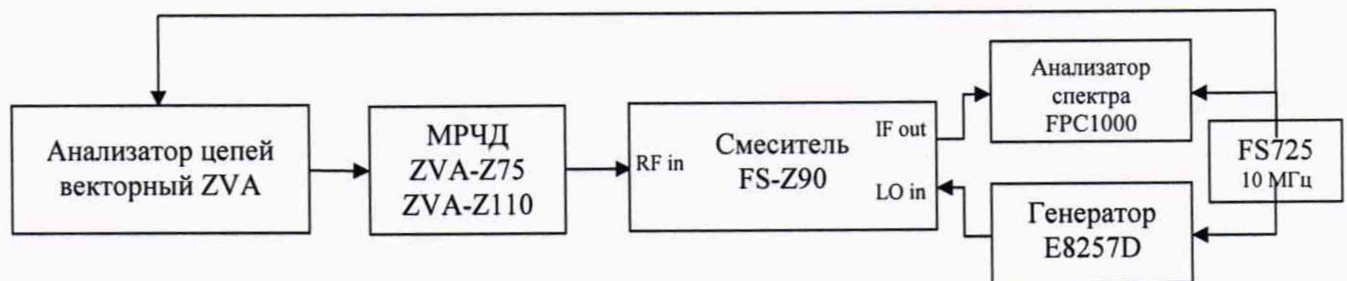 Анализатор цепей
векторный ZVA
МРЧД
ZVA-Z75
ZVA-Z110
RF in
Смеситель
FS-Z90
IF out
LO in
Анализатор
спектра
FPC1000
Генератор
E8257D
FS725
10 МГц